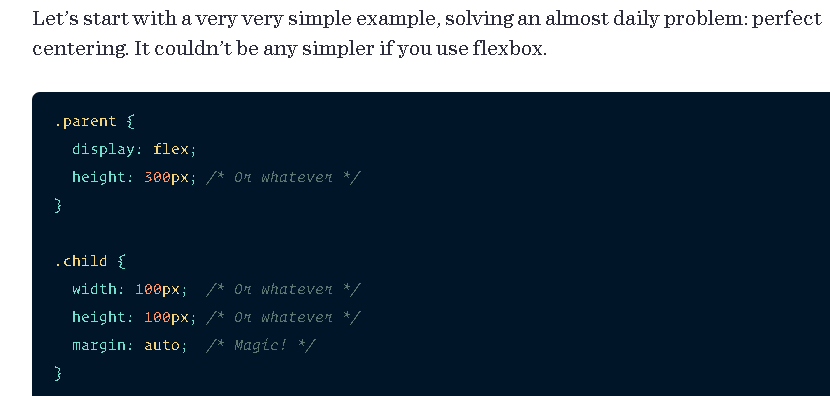 Let's start with a very very simple example, solving an almost daily problem: perfect
centering. It couldn't be any simpler if you use flexbox.
.parent {
  display: flex;
  height: 300px; /* Or whatever */
}
.child {
  width: 100px;  /* Or whatever */
  height: 100px; /* Or whatever */
  margin: auto;  /* Magic! */
}